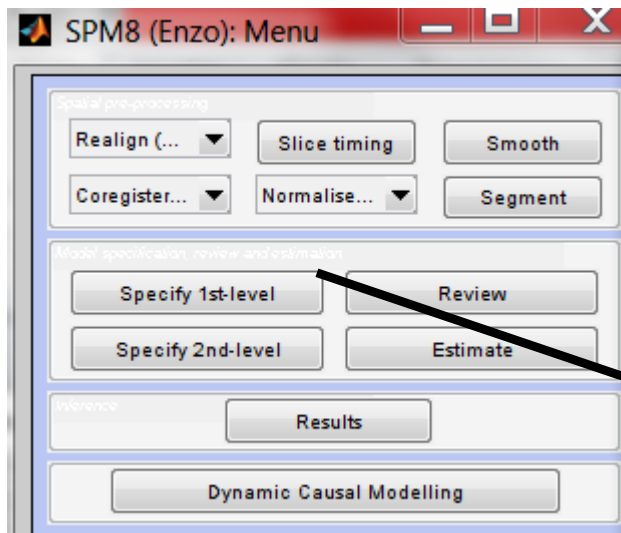 SPM8 (Enzo): Menu
Spatial pre-processing
Realign (... Slice timing Smooth
Coregister... Normalise... Segment
Model specification, review and estimation
Specify 1st-level Review
Specify 2nd-level Estimate
Inference
Results
Dynamic Causal Modelling